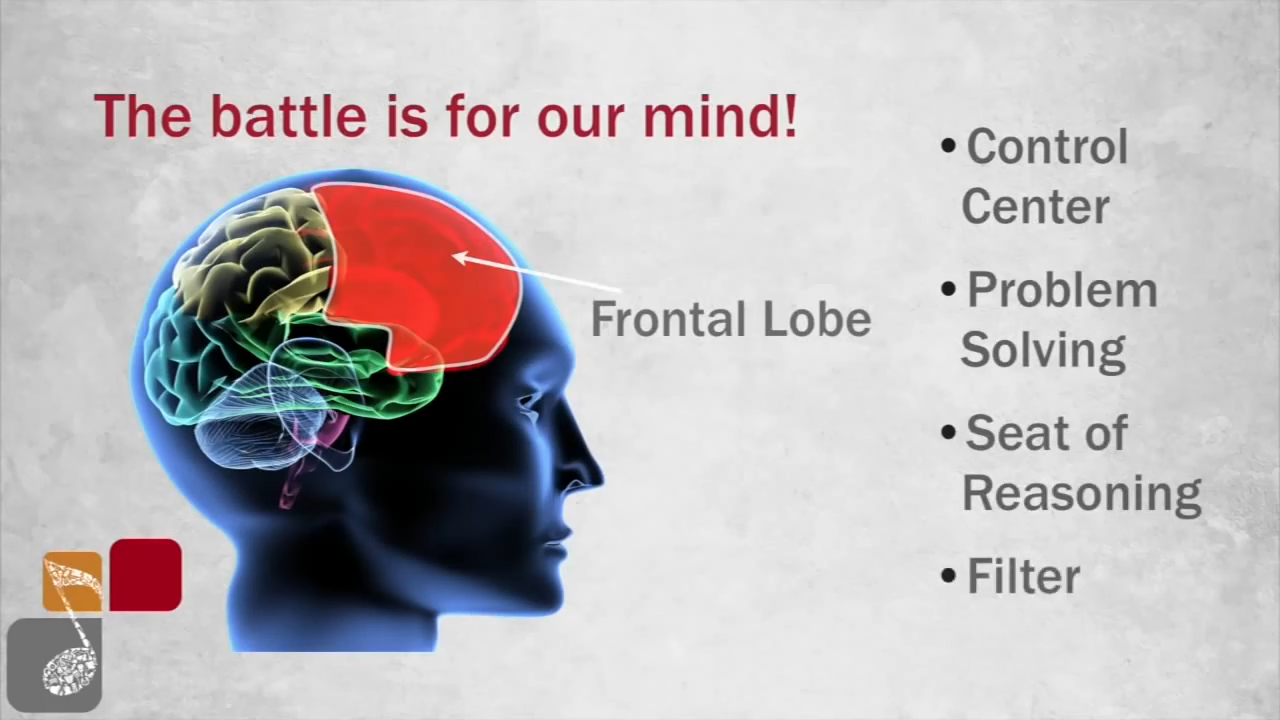 The battle is for our mind!
Frontal Lobe
•Control
Center
•Problem
Solving
•Seat of
Reasoning
•Filter